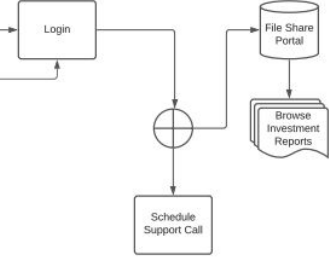 Login
File Share
Portal
Browse
Investment
Reports
Schedule
Support Call